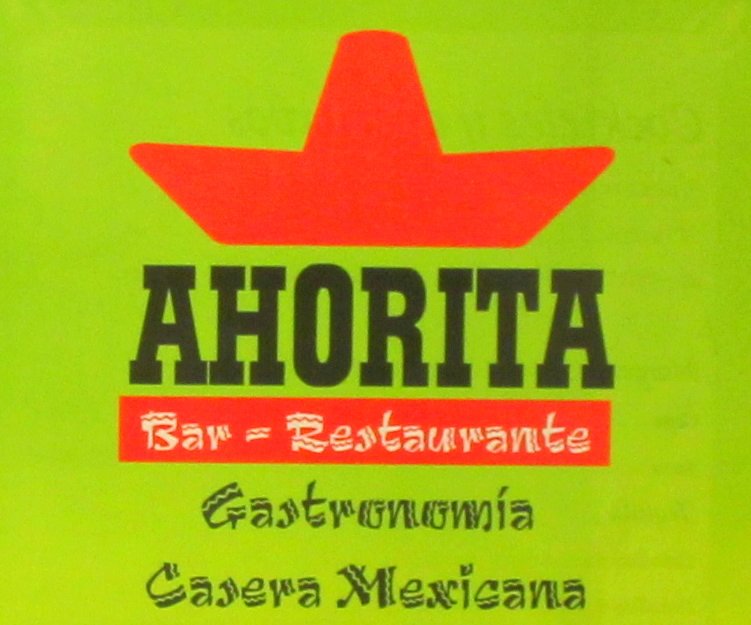 AHORITA
Bar - Restaurante
Gastronomía
Casera Mexicana